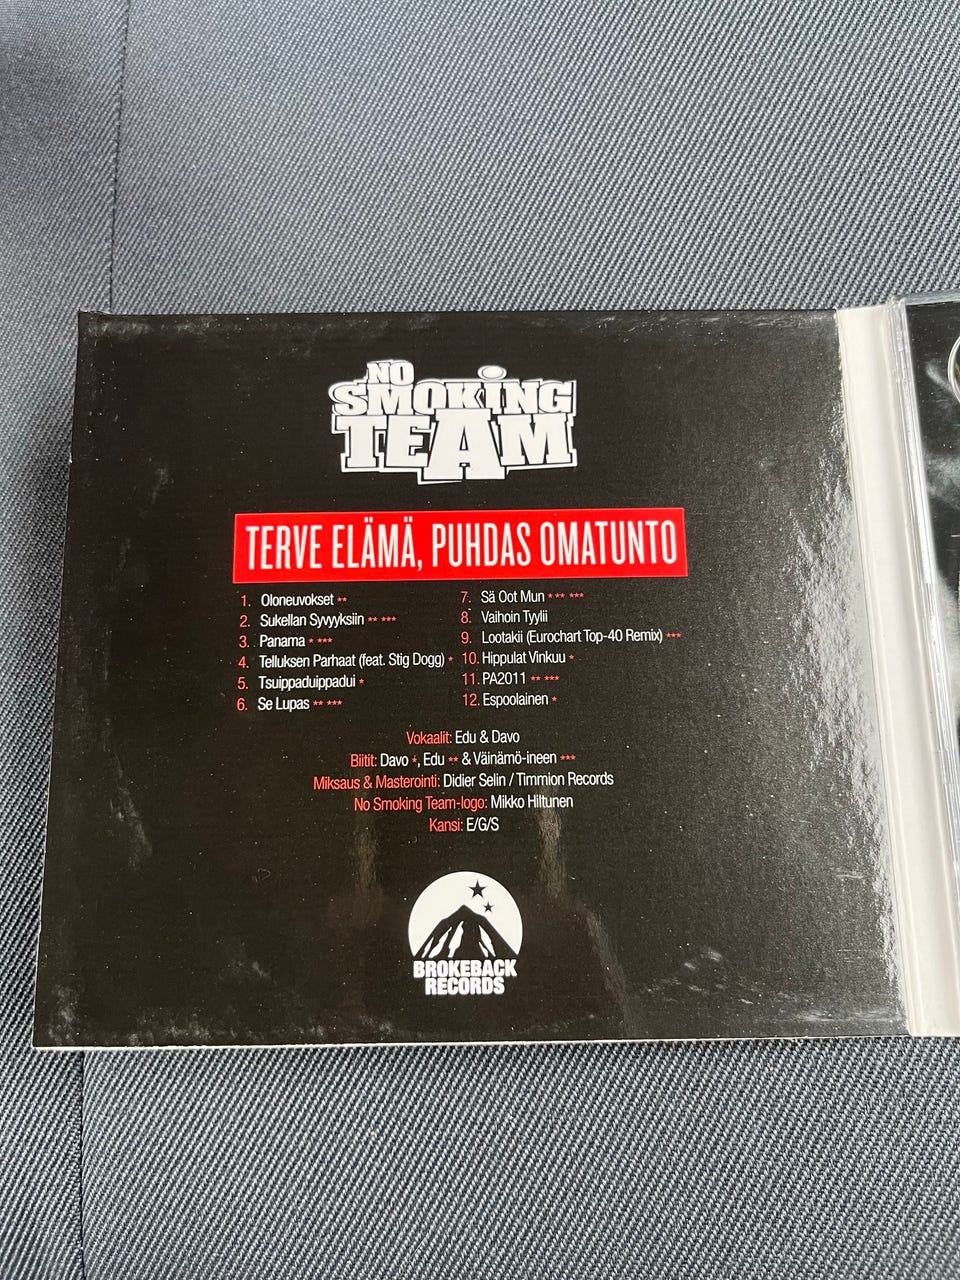 NO
SMOKING
TEAM
TERVE ELÄMÄ, PUHDAS OMATUNTO
1. Oloneuvokset **
2. Sukellan Syvyyksiin ** ***
3. Panama * ***
4. Telluksen Parhaat (feat. Stig Dogg) *
5. Tsuippaduippadui *
6. Se Lupas ** ***
7. Sä Oot Mun * ** ***
8. Vaihoin Tyylii
9. Lootakii (Eurochart Top-40 Remix) ***
10. Hippulat Vinkuu *
11. PA2011 ** ***
12. Espoolainen *
Vokaalit: Edu & Davo
Biitit: Davo *, Edu ** & Väinämö-ineen ***
Miksaus & Masterointi: Didier Selin / Timmion Records
No Smoking Team-logo: Mikko Hiltunen
Kansi: E/G/S
BROKEBACK
RECORDS